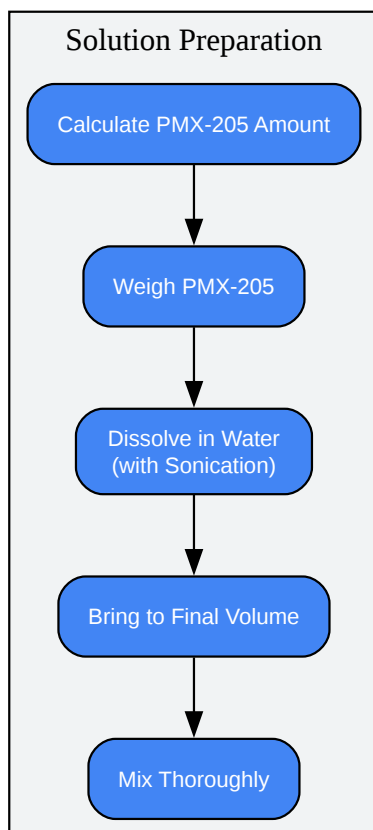 Solution Preparation
Calculate PMX-205 Amount
Weigh PMX-205
Dissolve in Water
(with Sonication)
Bring to Final Volume
Mix Thoroughly